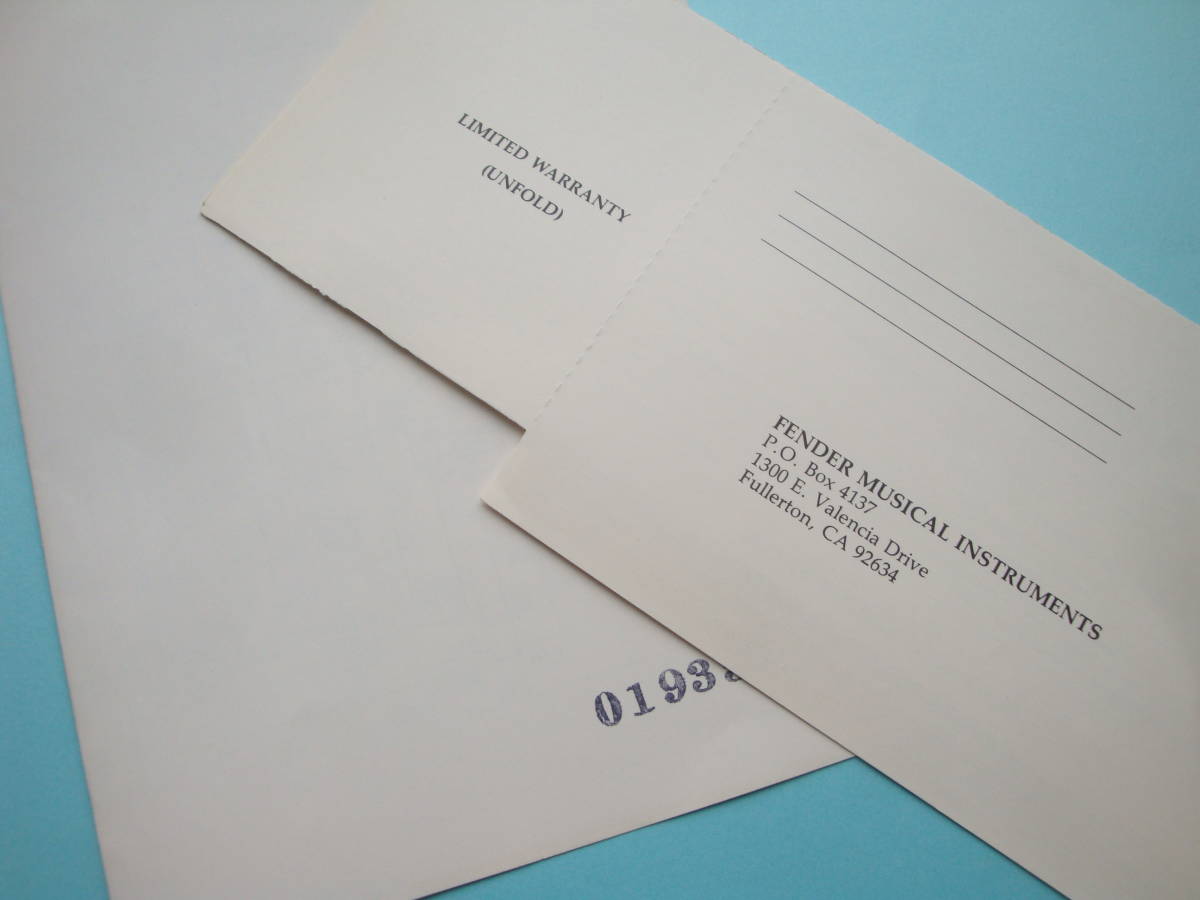 LIMITED WARRANTY
(UNFOLD)
FENDER MUSICAL INSTRUMENTS
P.O. Box 4137
1300 E. Valencia Drive
Fullerton, CA 92634
0193